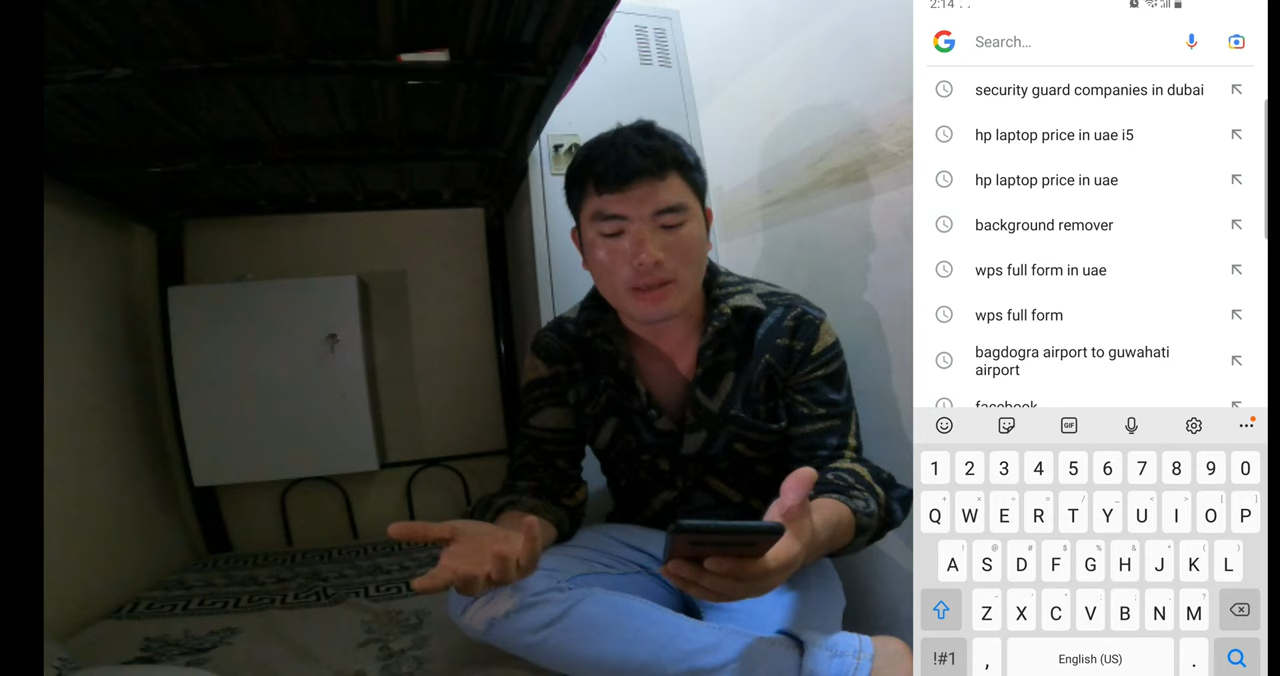 2:14
Search...
security guard companies in dubai
hp laptop price in uae i5
hp laptop price in uae
background remover
wps full form in uae
wps full form
bagdogra airport to guwahati
airport
facebook
GIF
1 2 3 4 5 6 7 8 9 0
+ × ÷ = / _ < > [ ]
Q W E R T Y U I O P
! @ # $ % & * ( )
A S D F G H J K L
- ' " : ; , ?
Z X C V B N M
!#1 , English (US) .